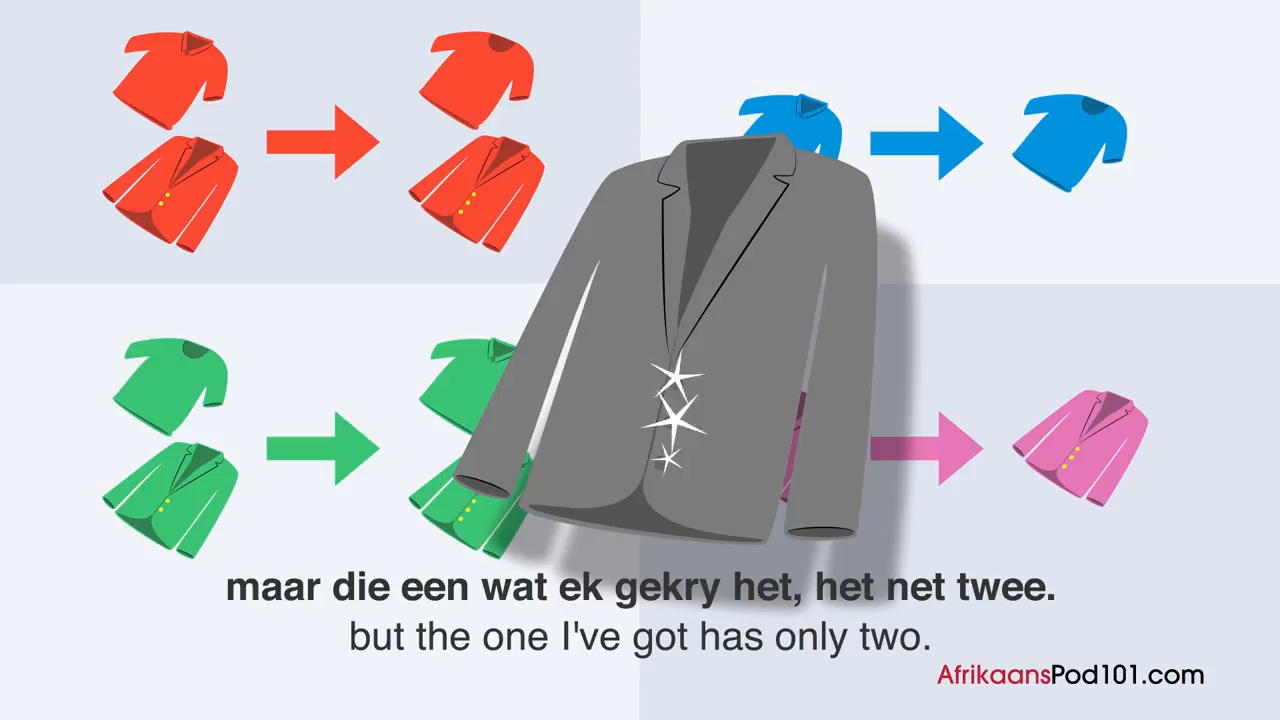 maar die een wat ek gekry het, het net twee.
but the one I've got has only two.
AfrikaansPod101.com